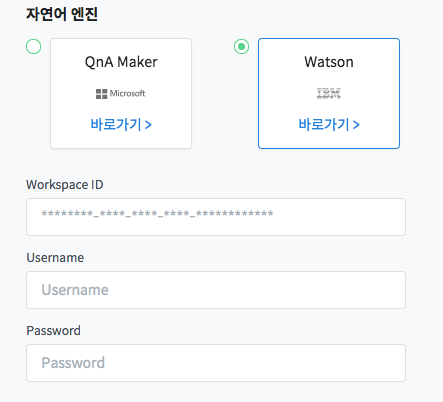 자연어 엔진
QnA Maker
Microsoft
바로가기 >
Watson
IBM
바로가기 >
Workspace ID
********-****-****-****-************
Username
Username
Password
Password